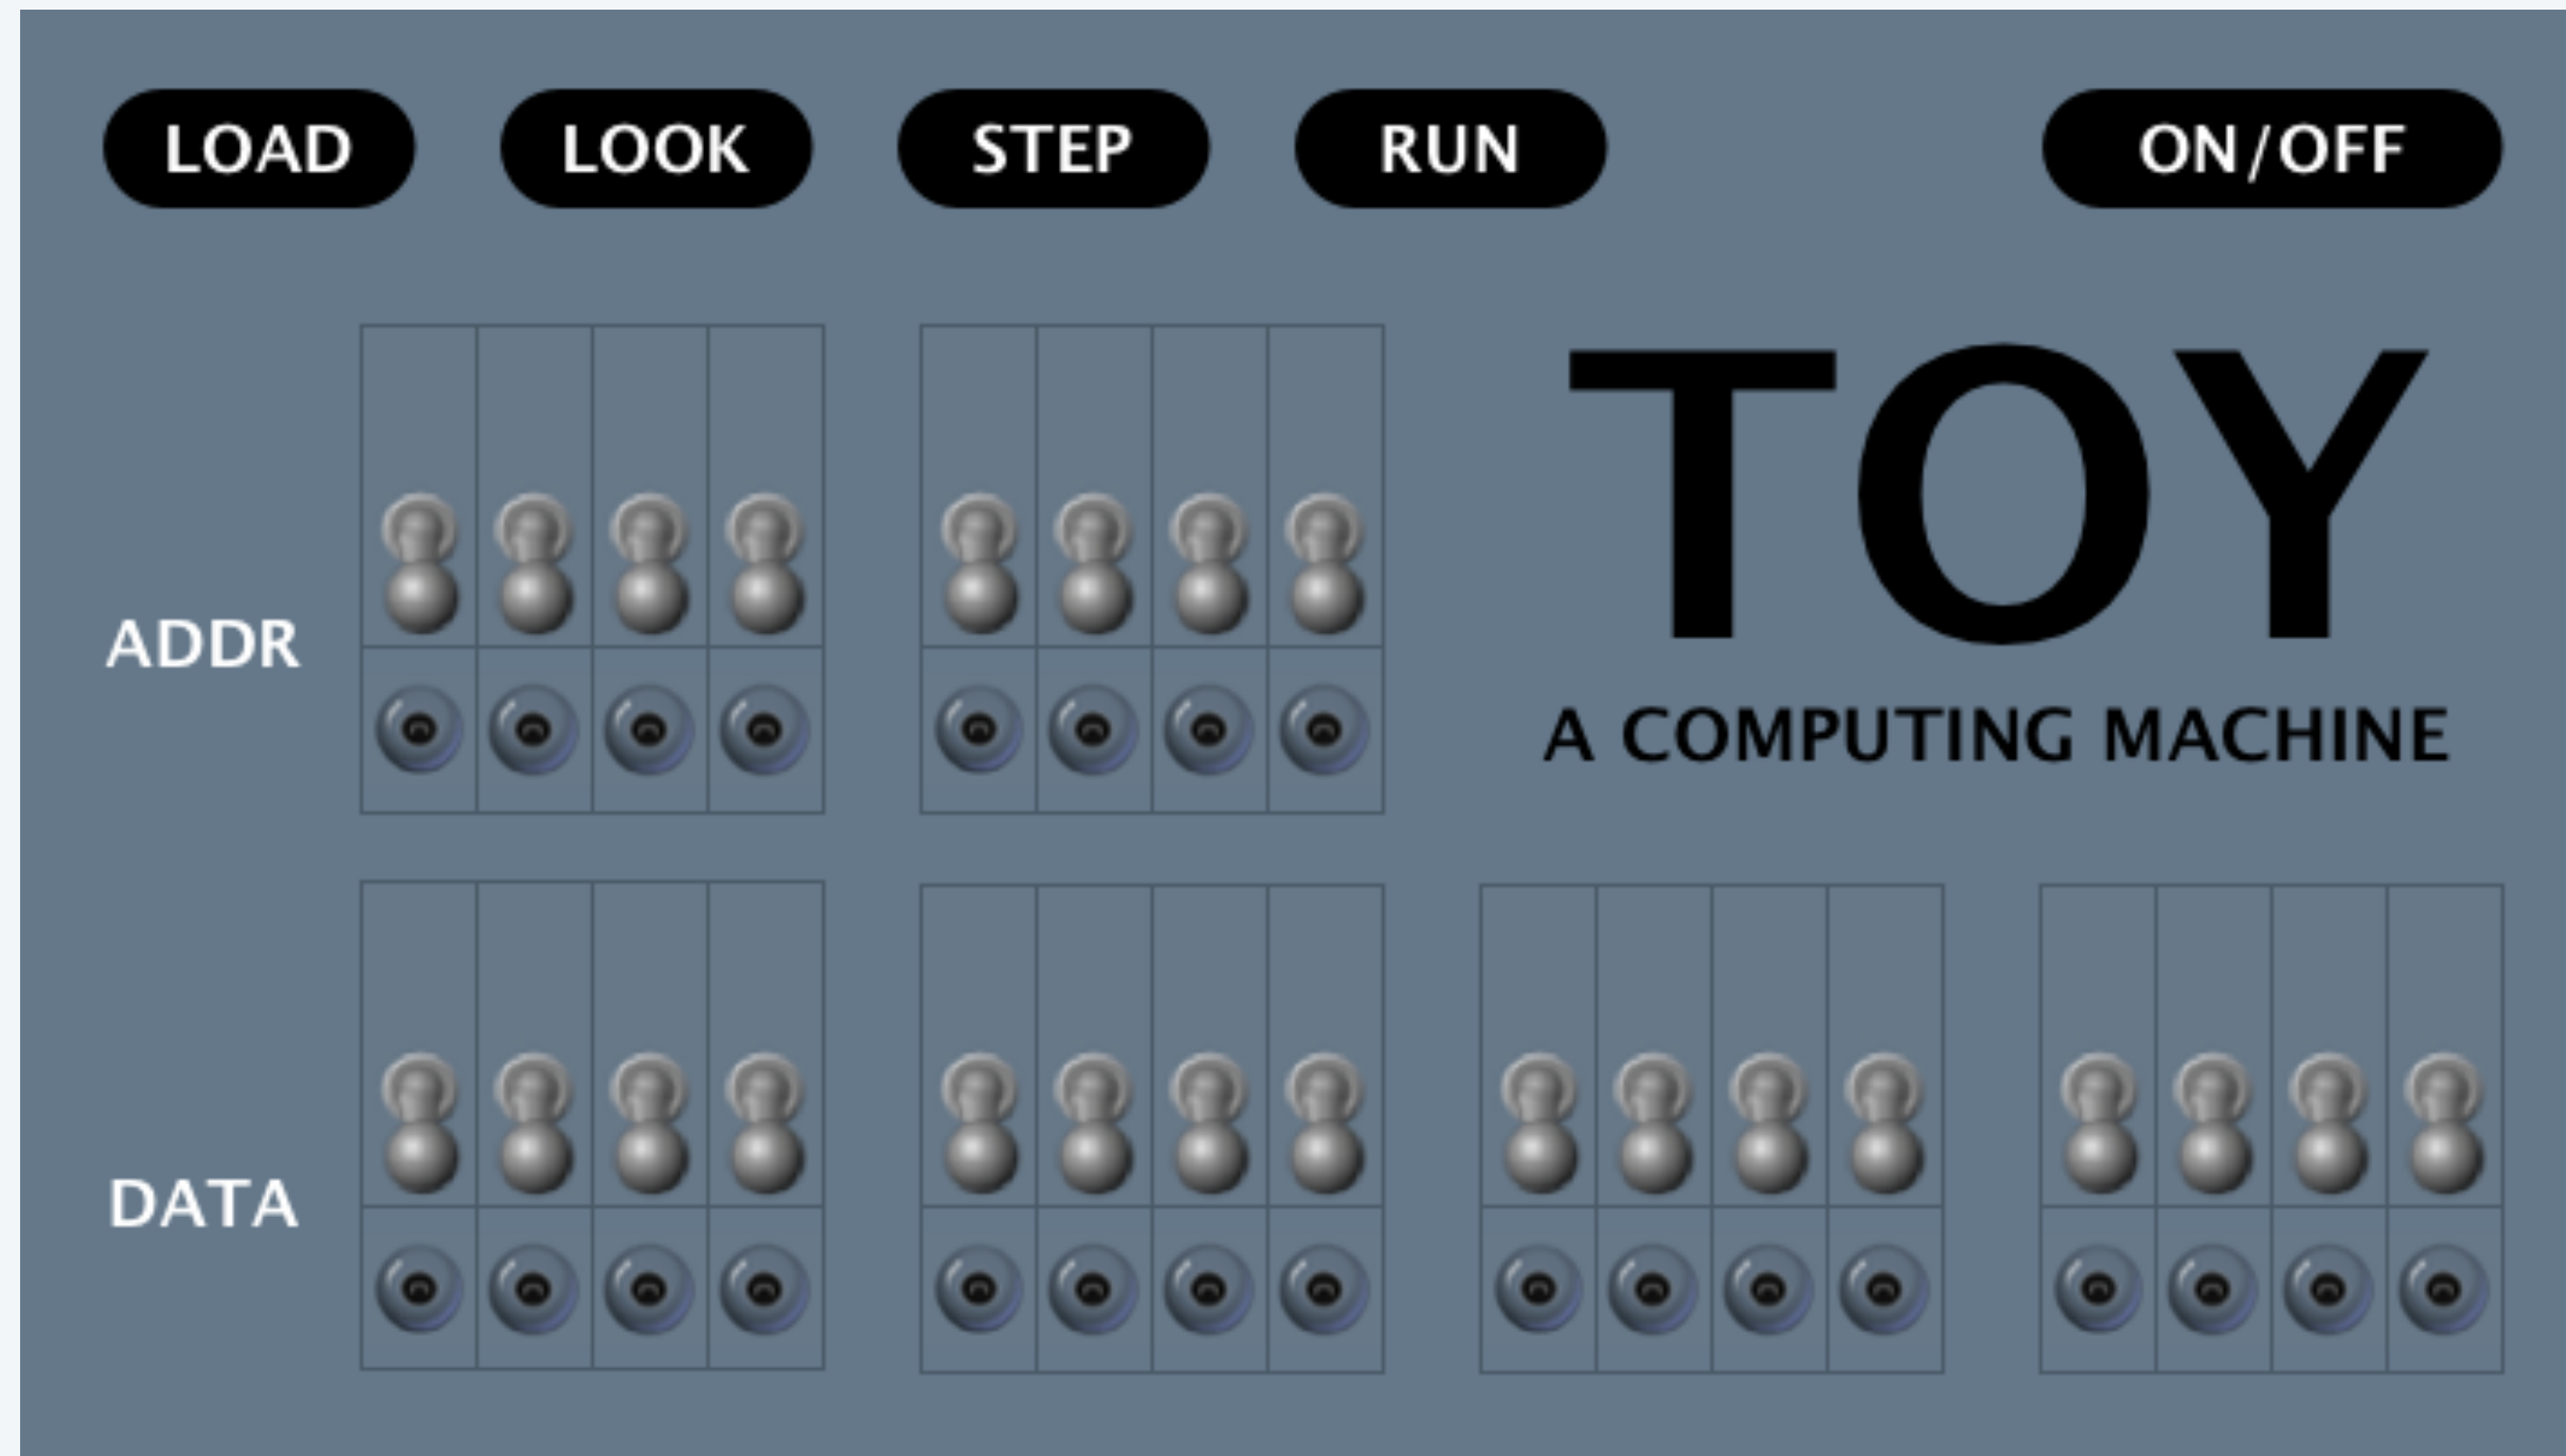 LOAD LOOK STEP RUN ON/OFF
TOY
ADDR
A COMPUTING MACHINE
DATA